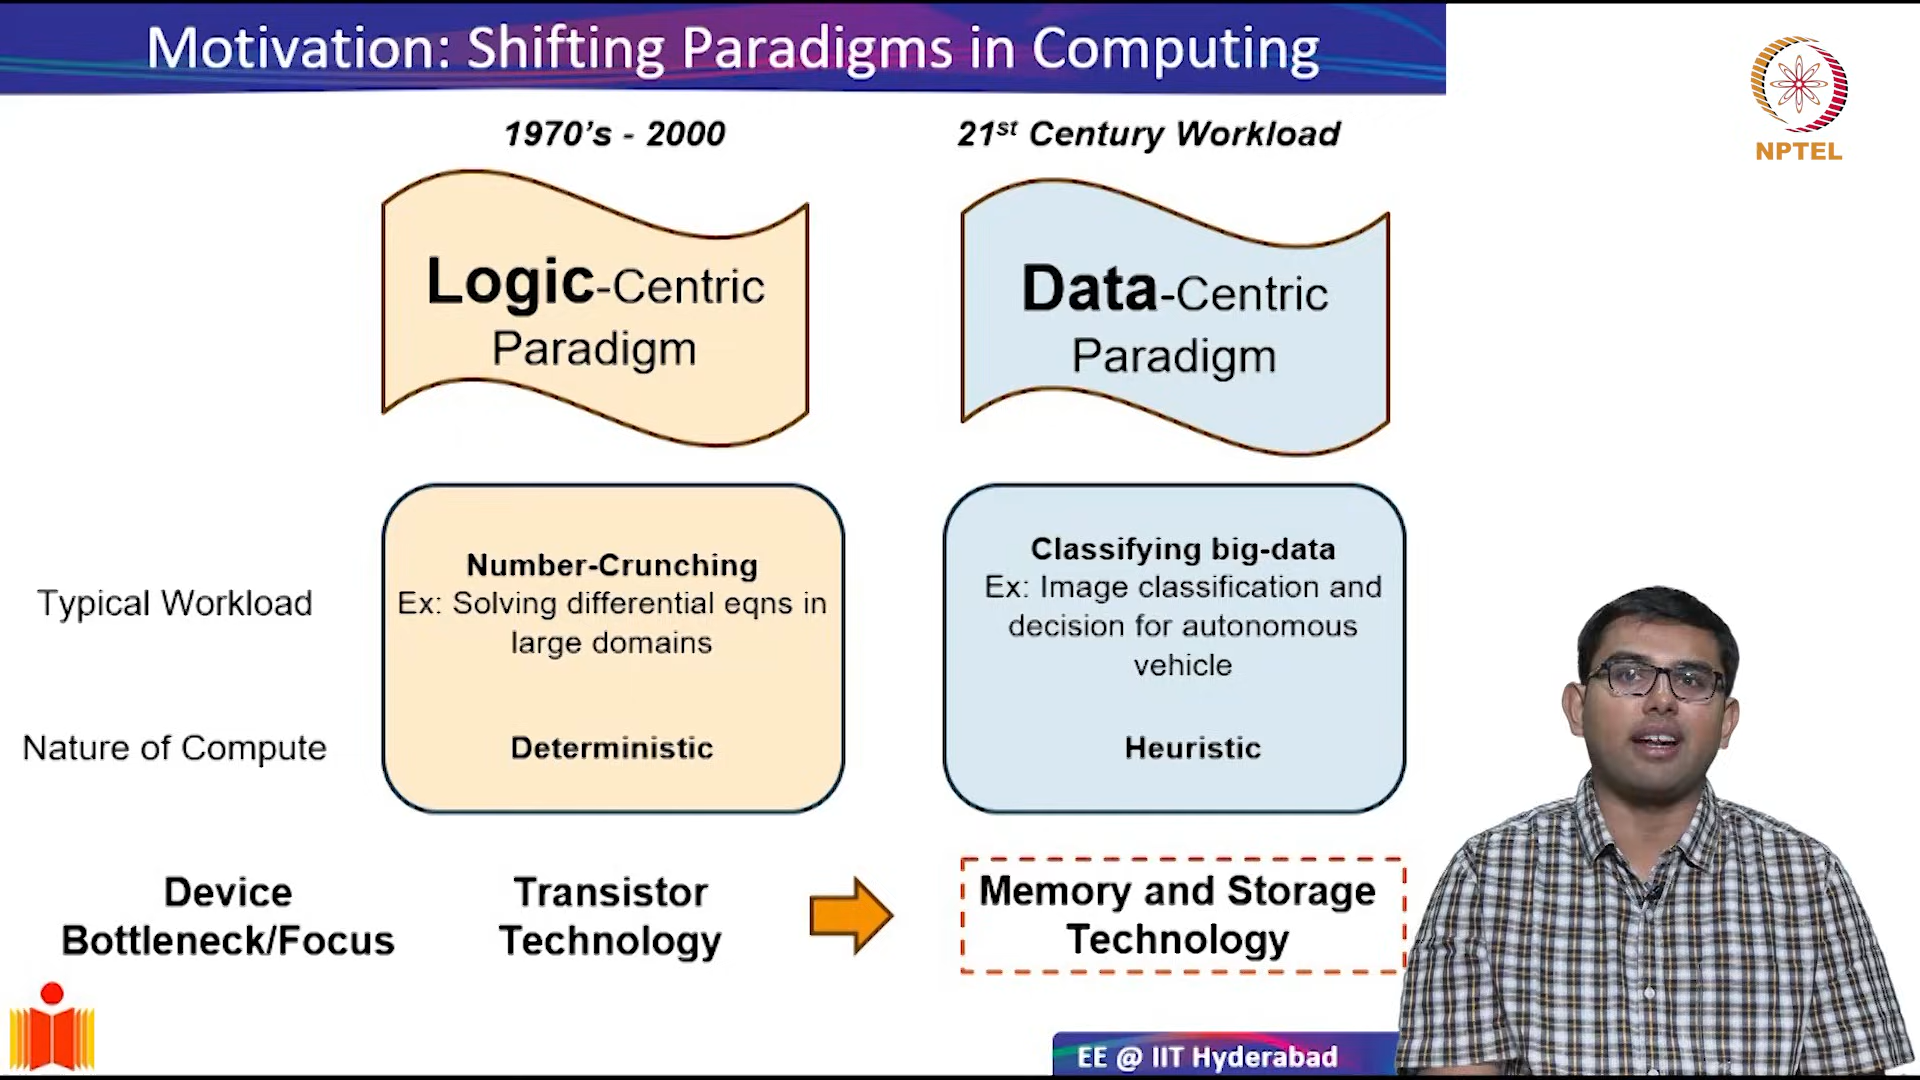 Motivation: Shifting Paradigms in Computing
NPTEL
1970's - 2000
21st Century Workload
Logic-Centric
Paradigm
Data-Centric
Paradigm
Typical Workload
Number-Crunching
Ex: Solving differential eqns in
large domains
Classifying big-data
Ex: Image classification and
decision for autonomous
vehicle
Nature of Compute
Deterministic
Heuristic
Device
Bottleneck/Focus
Transistor
Technology
Memory and Storage
Technology
EE @ IIT Hyderabad